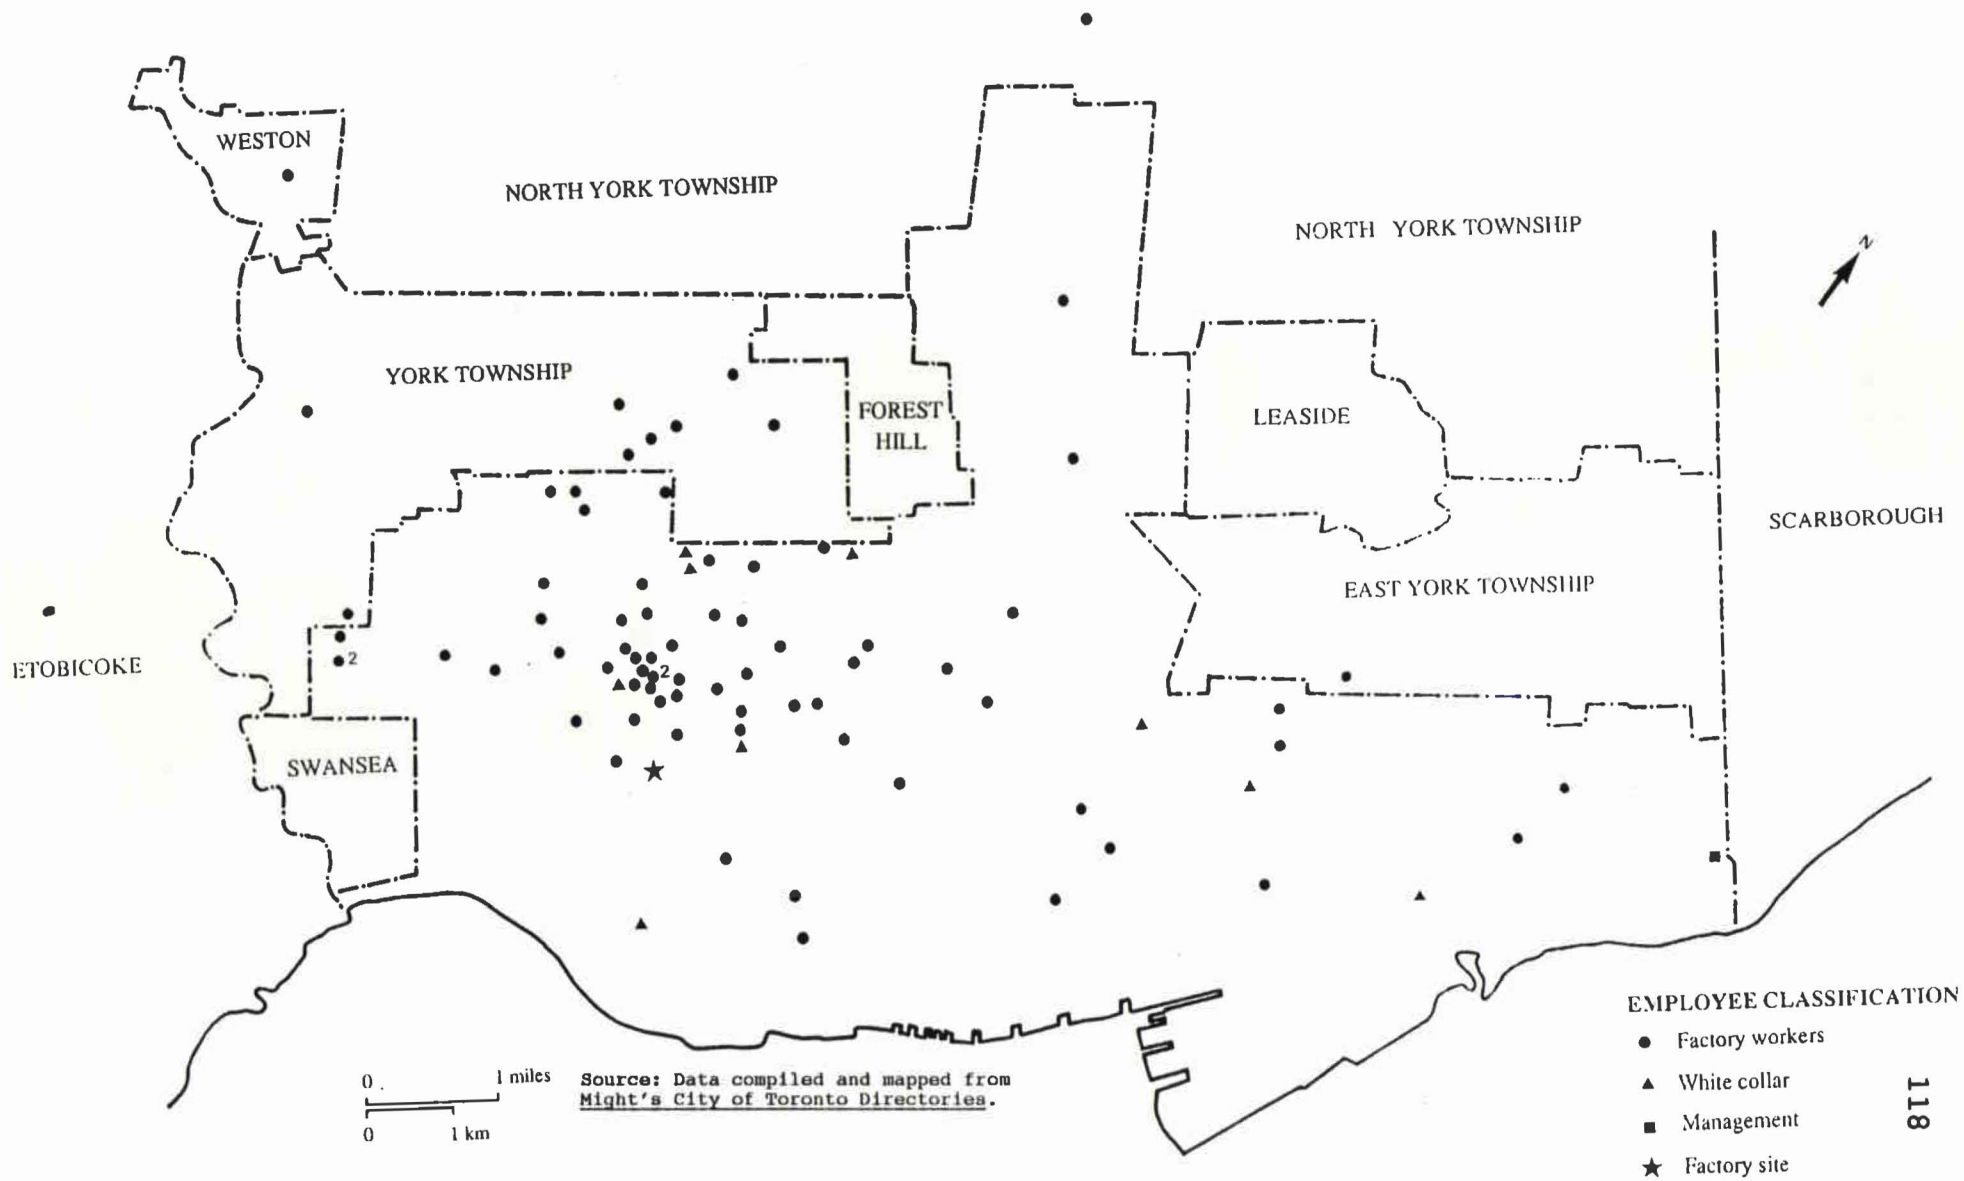 WESTON
NORTH YORK TOWNSHIP
NORTH YORK TOWNSHIP
N
YORK TOWNSHIP
FOREST
HILL
LEASIDE
SCARBOROUGH
EAST YORK TOWNSHIP
ETOBICOKE
2
2
SWANSEA
EMPLOYEE CLASSIFICATION
Factory workers
White collar
Management
Factory site
0 1 miles
0 1 km
Source: Data compiled and mapped from
Might's City of Toronto Directories.
118